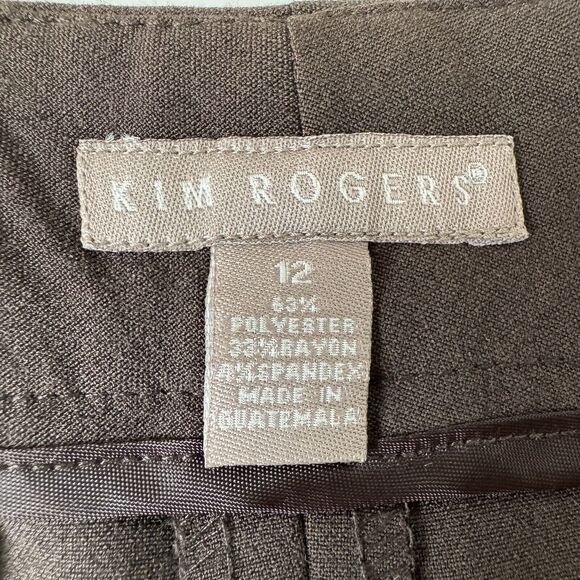 KIM ROGERS®
12
63%
POLYESTER
33%RAYON
4%SPANDEX
MADE IN
GUATEMALA